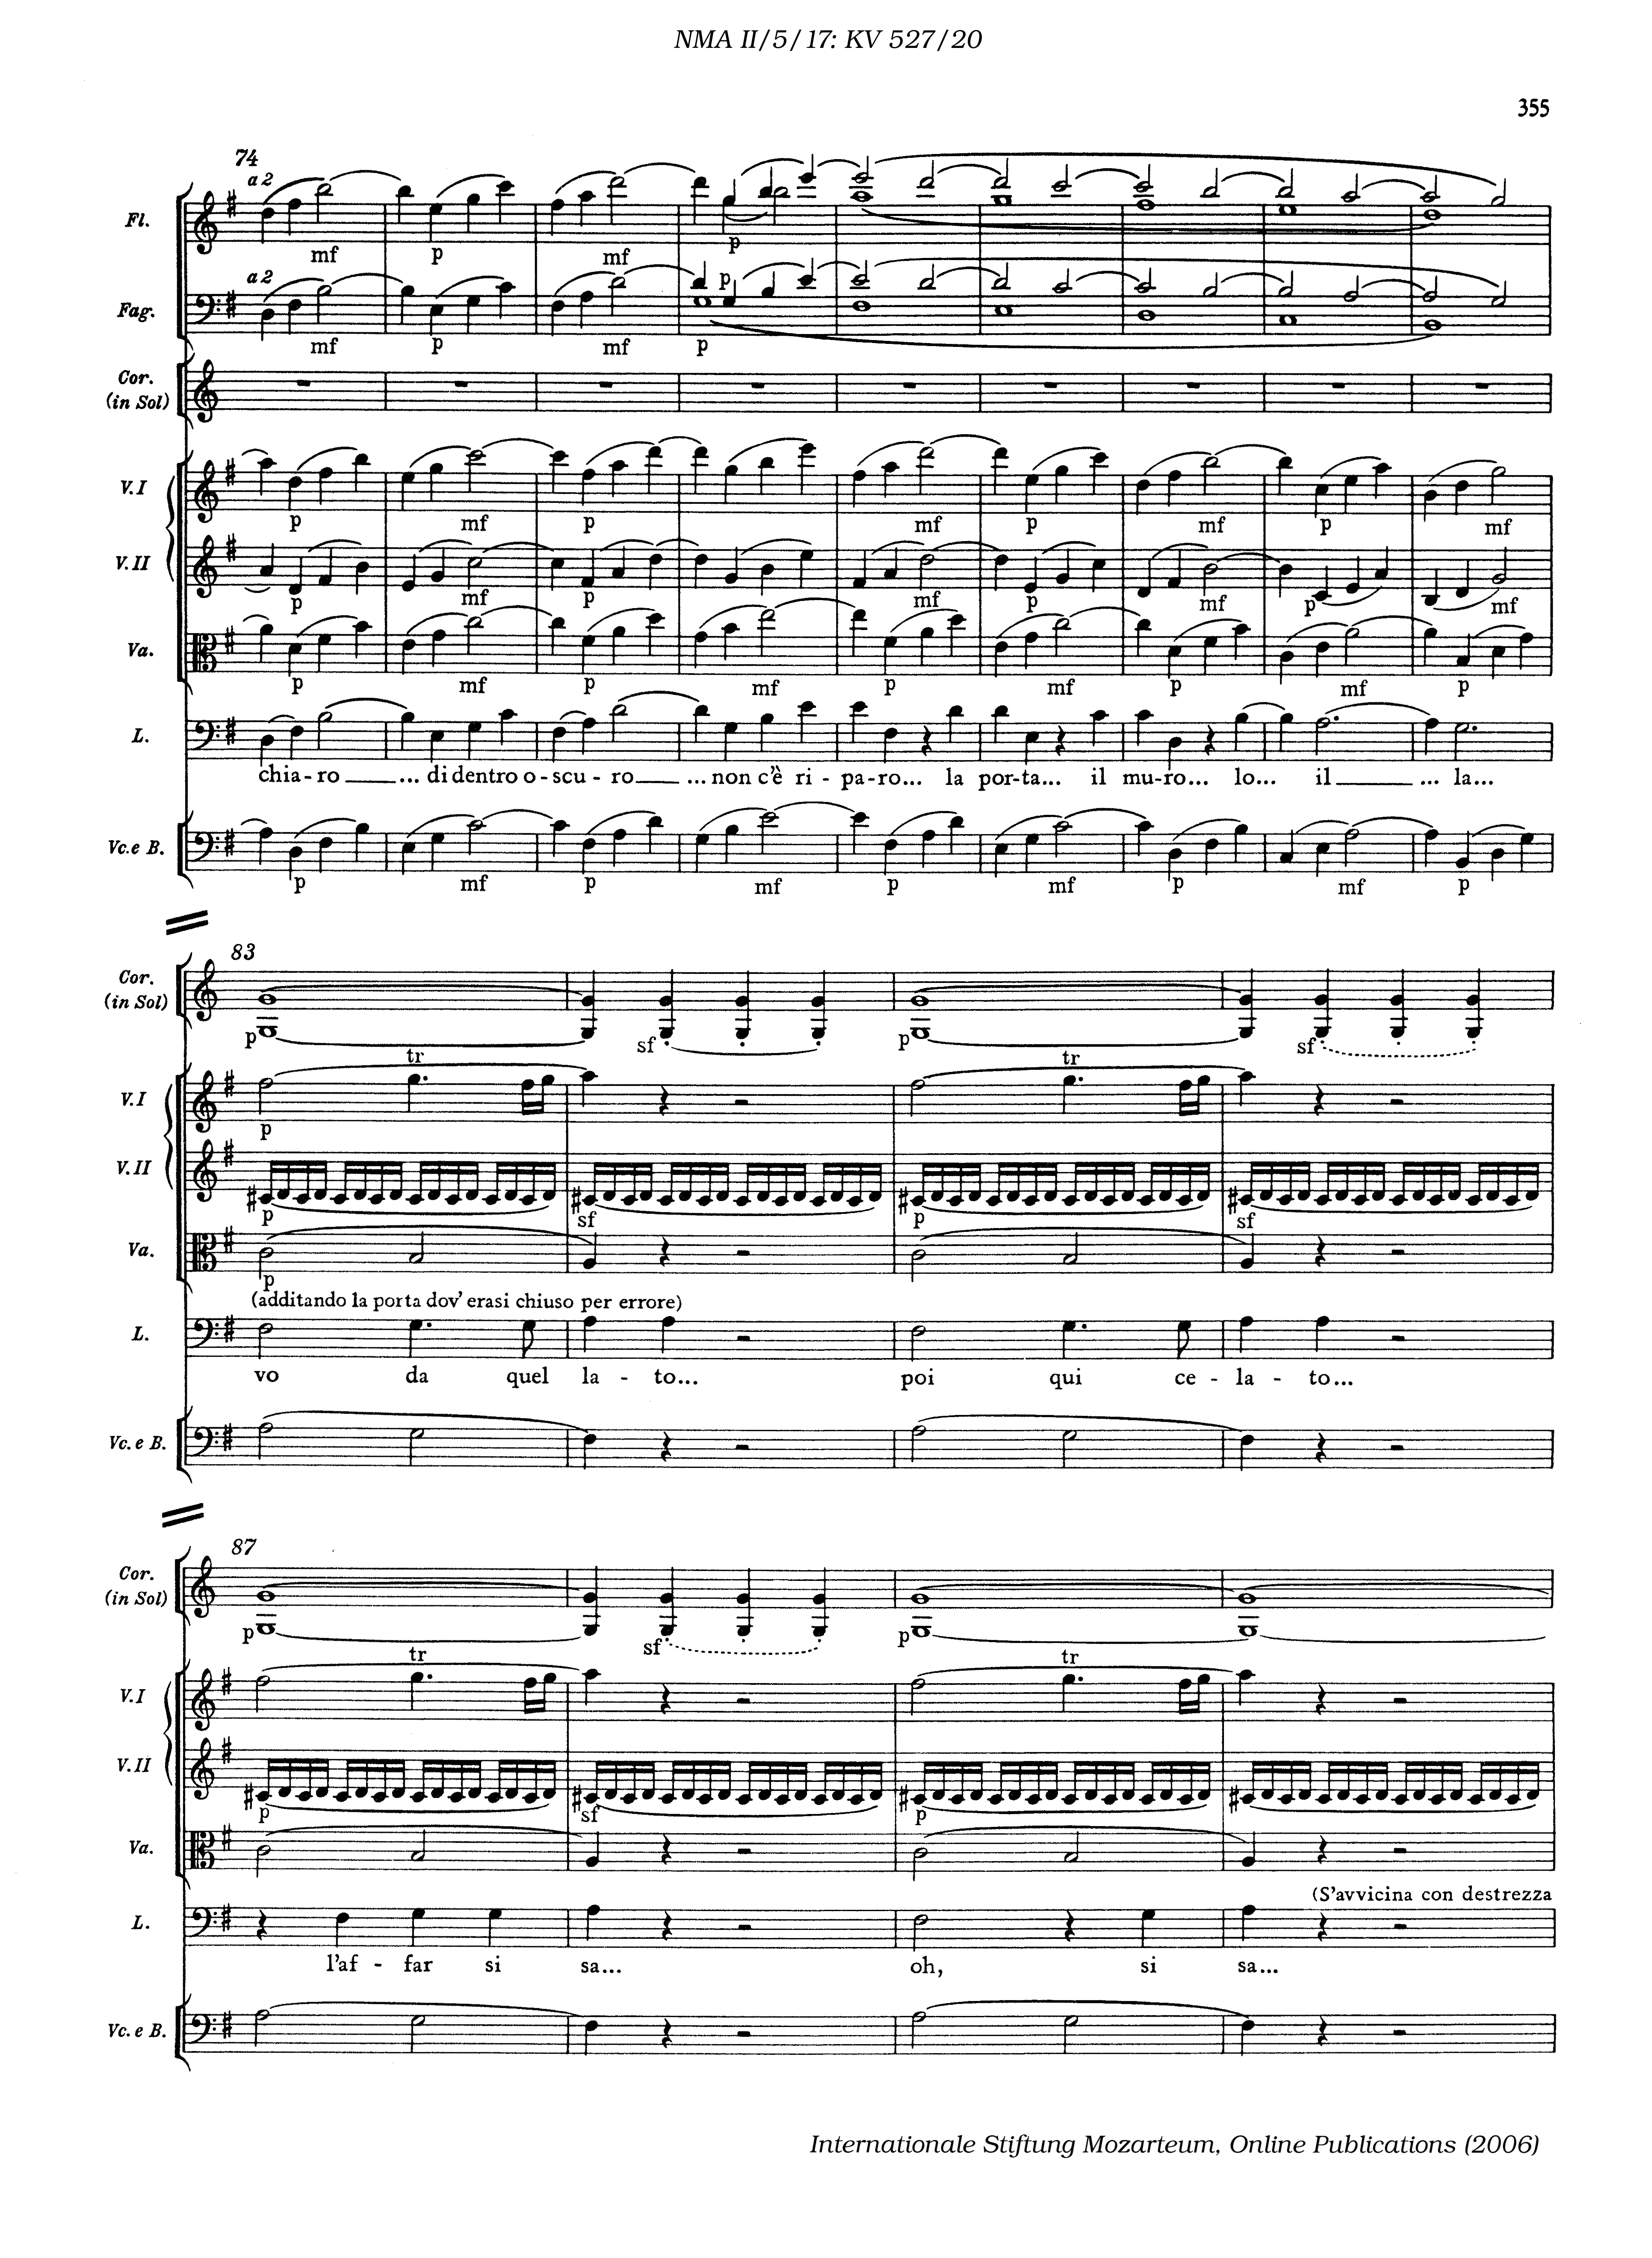 NMA II/5/17: KV 527/20
355
74
a 2
Fl.
mf p mf p
a 2
p
Fag.
mf p mf p
Cor.
(in Sol)
V. I
p mf p mf p mf p mf
V. II
p mf p mf p mf p mf
Va.
p mf p mf p mf p mf p
L.
chia-ro ... di dentro o-scu-ro ... non c'è ri-pa-ro... la por-ta... il mu-ro... lo... il ... la...
Vc. e B.
p mf p mf p mf p mf p
83
Cor.
(in Sol)
p sf p sf
tr tr
V. I
p
V. II
p sf p sf
Va.
p
(additando la porta dov' erasi chiuso per errore)
L.
vo da quel la - to... poi qui ce - la - to...
Vc. e B.
87
Cor.
(in Sol)
p sf p
tr tr
V. I
V. II
p sf p
Va.
(S'avvicina con destrezza
L.
l'af - far si sa... oh, si sa...
Vc. e B.
Internationale Stiftung Mozarteum, Online Publications (2006)